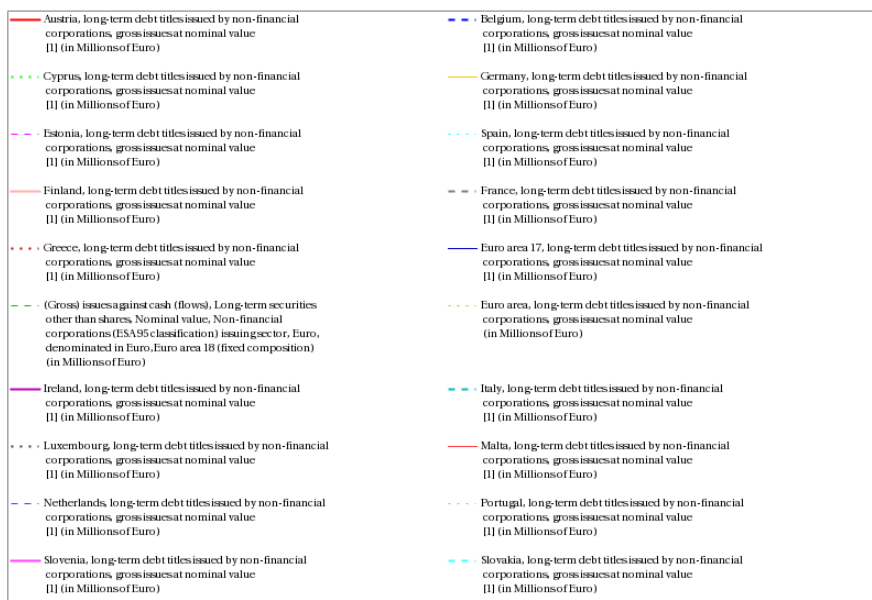 Austria, long-term debt titles issued by non-financial
corporations, gross issues at nominal value
[1] (in Millions of Euro)
Belgium, long-term debt titles issued by non-financial
corporations, gross issues at nominal value
[1] (in Millions of Euro)
Cyprus, long-term debt titles issued by non-financial
corporations, gross issues at nominal value
[1] (in Millions of Euro)
Germany, long-term debt titles issued by non-financial
corporations, gross issues at nominal value
[1] (in Millions of Euro)
Estonia, long-term debt titles issued by non-financial
corporations, gross issues at nominal value
[1] (in Millions of Euro)
Spain, long-term debt titles issued by non-financial
corporations, gross issues at nominal value
[1] (in Millions of Euro)
Finland, long-term debt titles issued by non-financial
corporations, gross issues at nominal value
[1] (in Millions of Euro)
France, long-term debt titles issued by non-financial
corporations, gross issues at nominal value
[1] (in Millions of Euro)
Greece, long-term debt titles issued by non-financial
corporations, gross issues at nominal value
[1] (in Millions of Euro)
Euro area 17, long-term debt titles issued by non-financial
corporations, gross issues at nominal value
[1] (in Millions of Euro)
(Gross) issues against cash (flows), Long-term securities
other than shares, Nominal value, Non-financial
corporations (ESA95 classification) issuing sector, Euro,
denominated in Euro, Euro area 18 (fixed composition)
(in Millions of Euro)
Euro area, long-term debt titles issued by non-financial
corporations, gross issues at nominal value
(in Millions of Euro)
Ireland, long-term debt titles issued by non-financial
corporations, gross issues at nominal value
[1] (in Millions of Euro)
Italy, long-term debt titles issued by non-financial
corporations, gross issues at nominal value
[1] (in Millions of Euro)
Luxembourg, long-term debt titles issued by non-financial
corporations, gross issues at nominal value
[1] (in Millions of Euro)
Malta, long-term debt titles issued by non-financial
corporations, gross issues at nominal value
[1] (in Millions of Euro)
Netherlands, long-term debt titles issued by non-financial
corporations, gross issues at nominal value
[1] (in Millions of Euro)
Portugal, long-term debt titles issued by non-financial
corporations, gross issues at nominal value
[1] (in Millions of Euro)
Slovenia, long-term debt titles issued by non-financial
corporations, gross issues at nominal value
[1] (in Millions of Euro)
Slovakia, long-term debt titles issued by non-financial
corporations, gross issues at nominal value
[1] (in Millions of Euro)